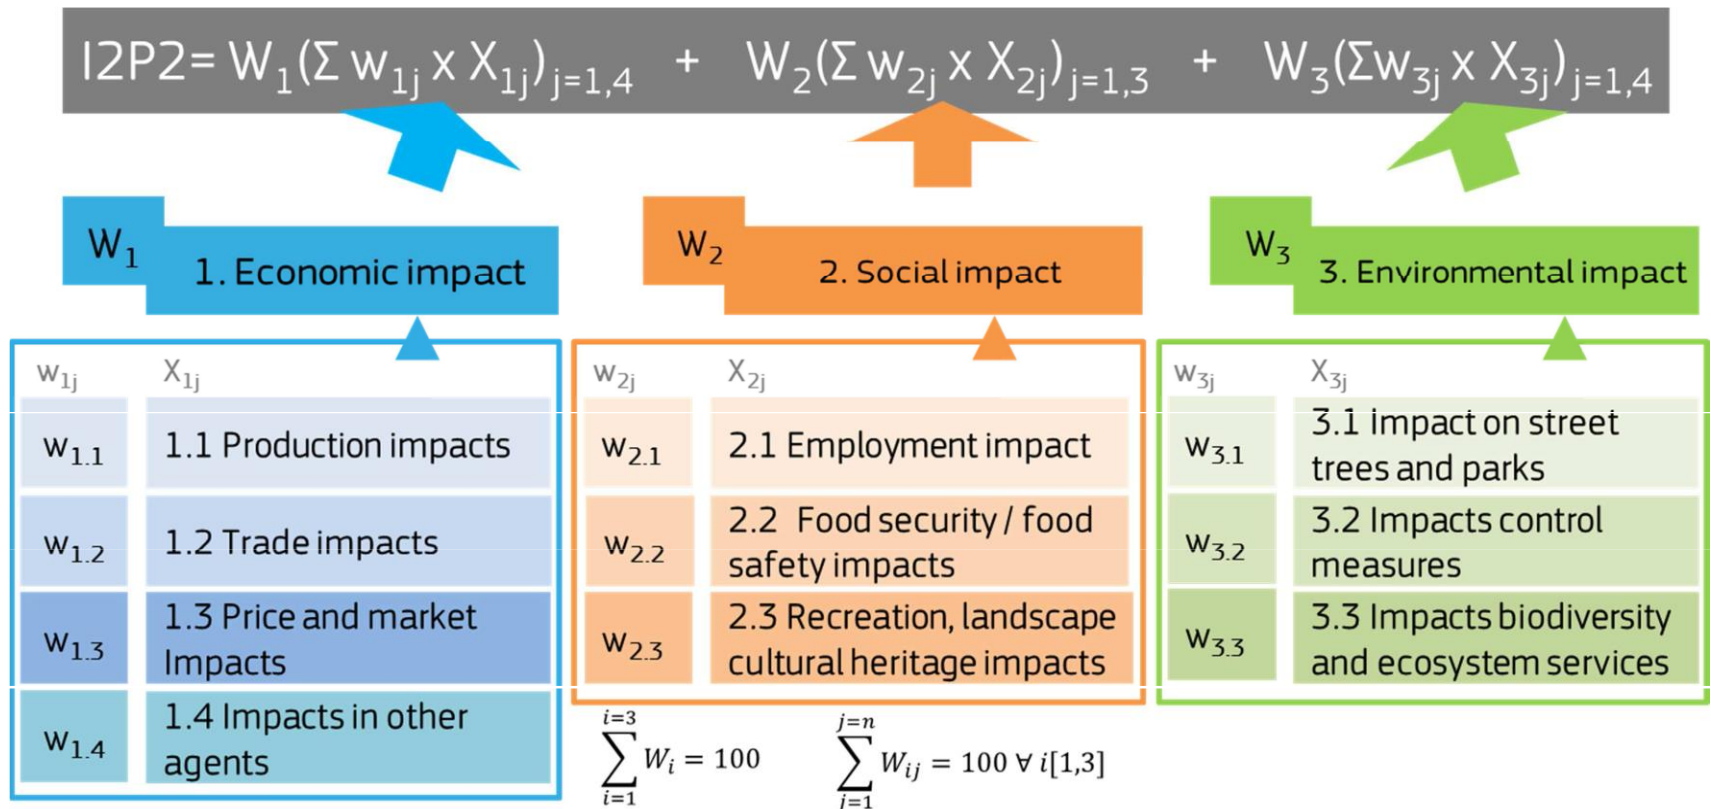 I2P2= W₁(Σ w₁ⱼ x X₁ⱼ)ⱼ₌₁,₄ + W₂(Σ w₂ⱼ x X₂ⱼ)ⱼ₌₁,₃ + W₃(Σw₃ⱼ x X₃ⱼ)ⱼ₌₁,₄
W₁
1. Economic impact
w₁ⱼ X₁ⱼ
w₁.₁ 1.1 Production impacts
w₁.₂ 1.2 Trade impacts
w₁.₃ 1.3 Price and market
Impacts
w₁.₄ 1.4 Impacts in other
agents
W₂
2. Social impact
w₂ⱼ X₂ⱼ
w₂.₁ 2.1 Employment impact
w₂.₂ 2.2 Food security / food
safety impacts
w₂.₃ 2.3 Recreation, landscape
cultural heritage impacts
W₃
3. Environmental impact
w₃ⱼ X₃ⱼ
w₃.₁ 3.1 Impact on street
trees and parks
w₃.₂ 3.2 Impacts control
measures
w₃.₃ 3.3 Impacts biodiversity
and ecosystem services
i=3
∑ Wᵢ = 100
i=1
j=n
∑ Wᵢⱼ = 100 ∀ i[1,3]
j=1